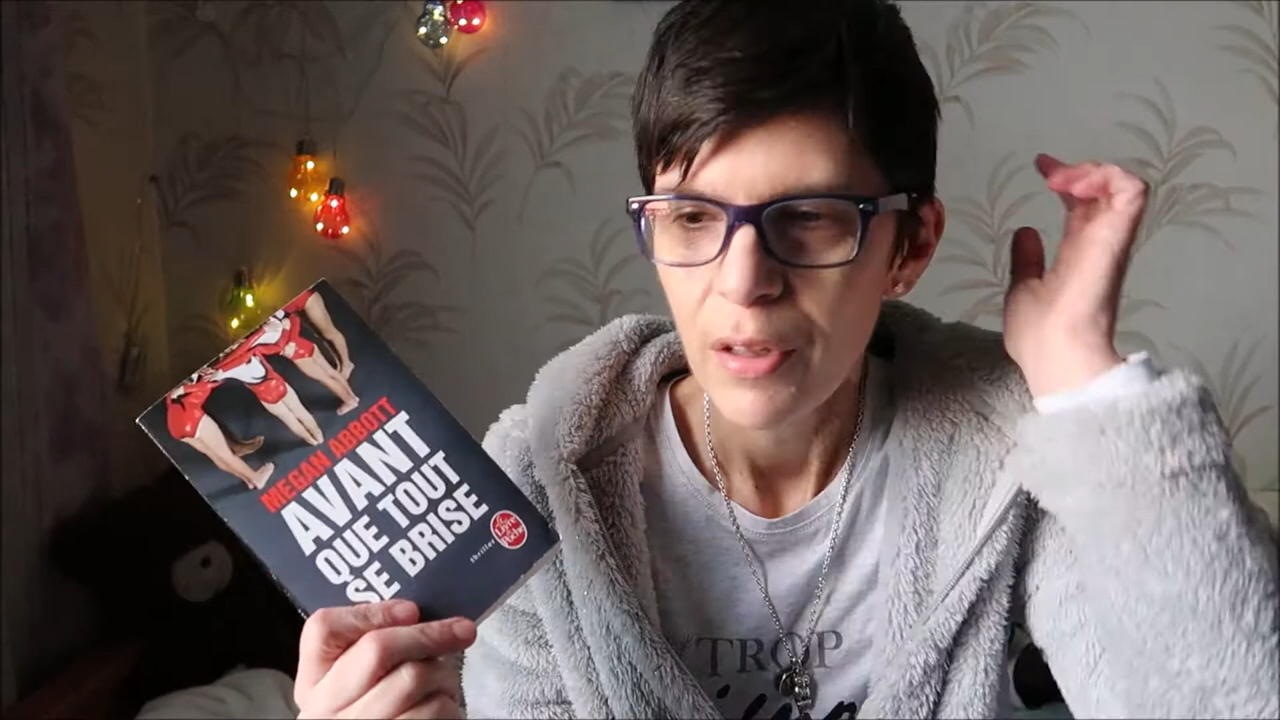 MEGAN ABBOTT
AVANT
QUE TOUT
SE BRISE
thriller
Le Livre
de Poche
TROP